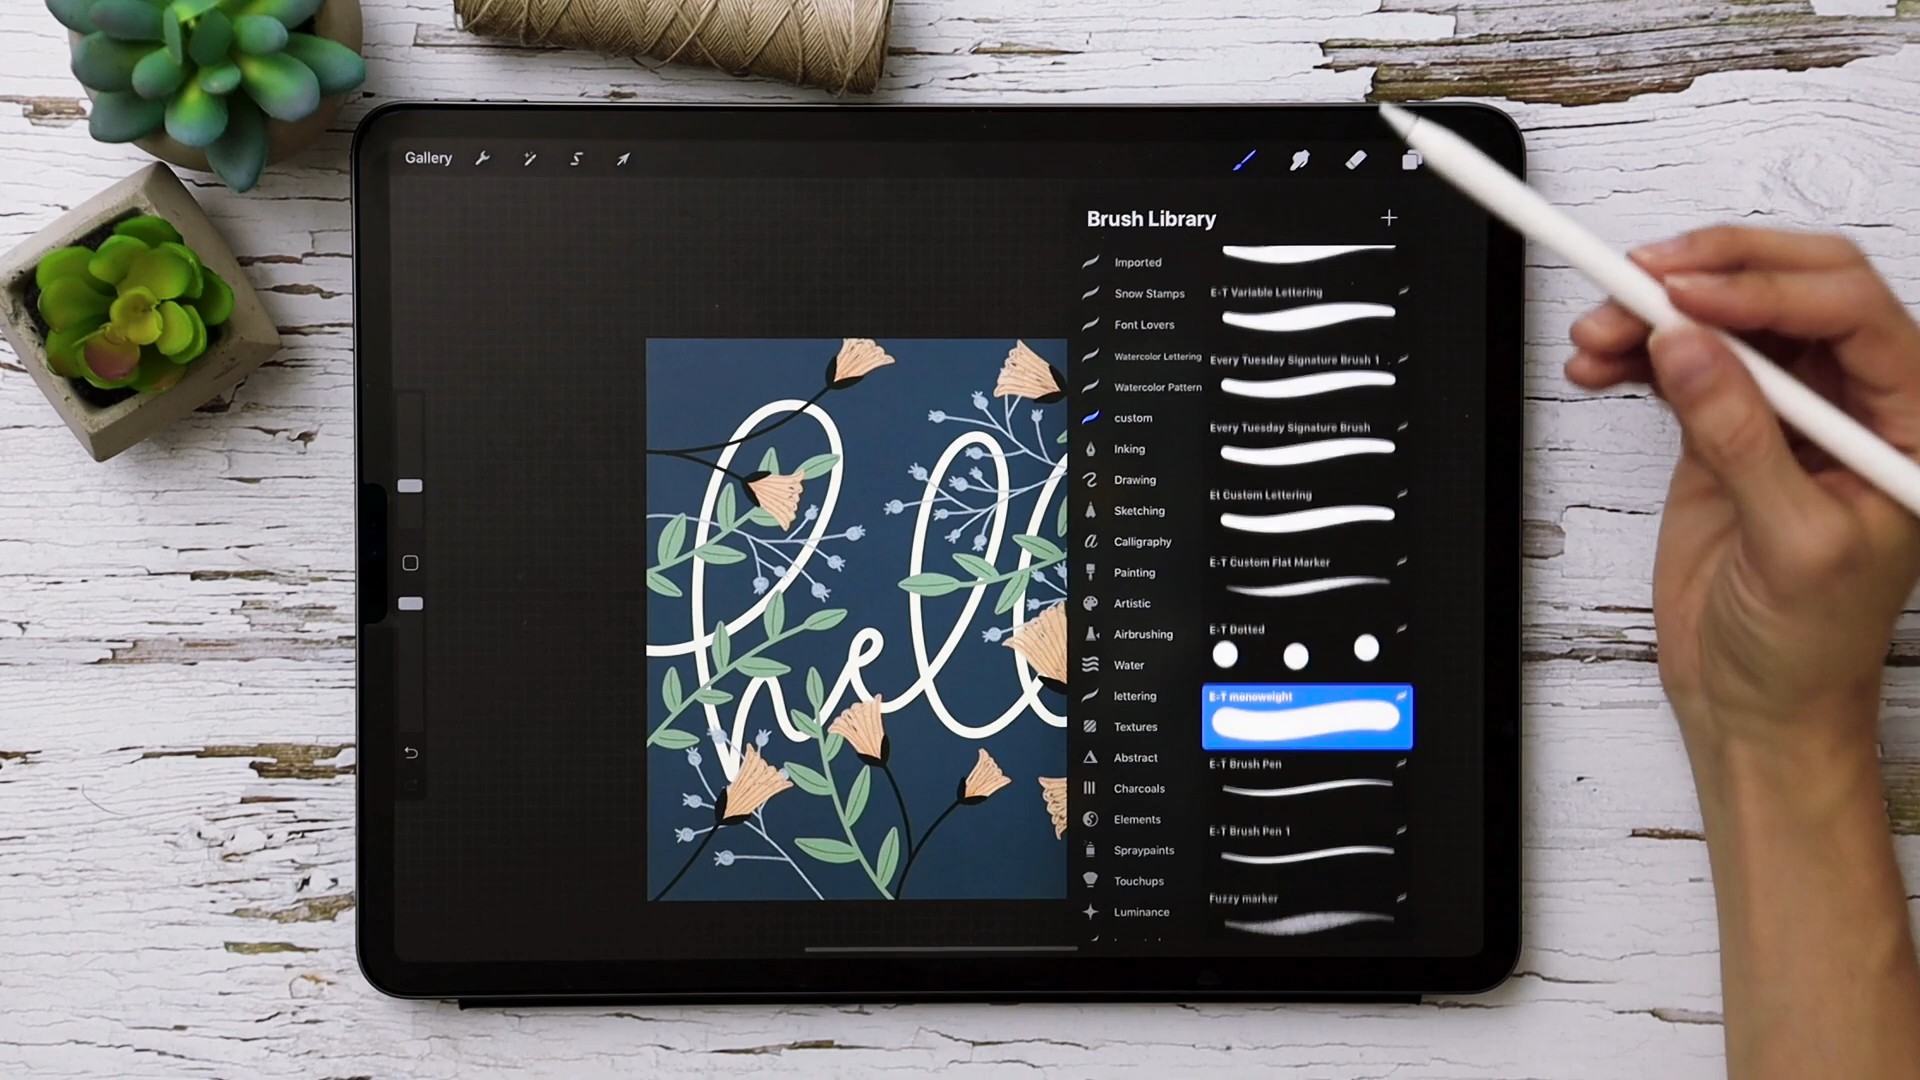 Gallery
Brush Library
Imported
Snow Stamps
Font Lovers
Watercolor Lettering
Watercolor Pattern
custom
Inking
Drawing
Sketching
Calligraphy
Painting
Artistic
Airbrushing
Water
lettering
Textures
Abstract
Charcoals
Elements
Spraypaints
Touchups
Luminance
E-T Variable Lettering
Every Tuesday Signature Brush 1
Every Tuesday Signature Brush
Et Custom Lettering
E-T Custom Flat Marker
E-T Dotted
E-T monoweight
E-T Brush Pen
E-T Brush Pen 1
Fuzzy marker
hell